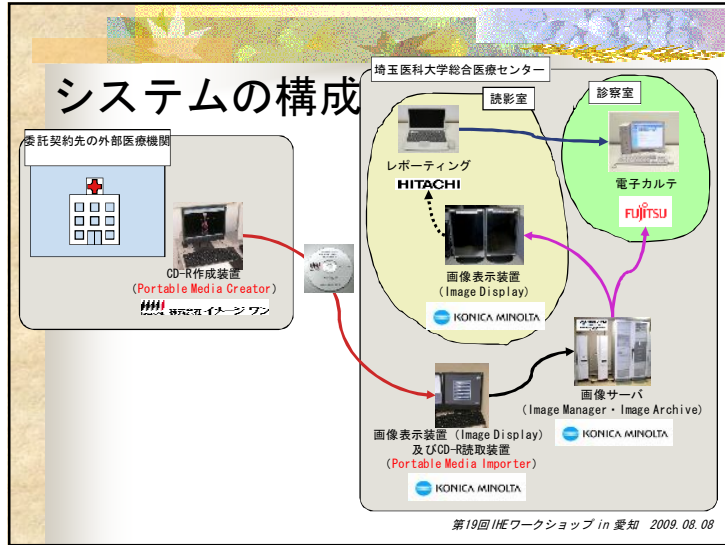 システムの構成
埼玉医科大学総合医療センター
読影室
診察室
委託契約先の外部医療機関
レポーティング
HITACHI
電子カルテ
FUJITSU
CD-R作成装置
(Portable Media Creator)
株式会社イメージ ワン
画像表示装置
(Image Display)
KONICA MINOLTA
画像サーバ
(Image Manager・Image Archive)
KONICA MINOLTA
画像表示装置 (Image Display)
及びCD-R読取装置
(Portable Media Importer)
KONICA MINOLTA
第19回IHEワークショップ in 愛知 2009.08.08